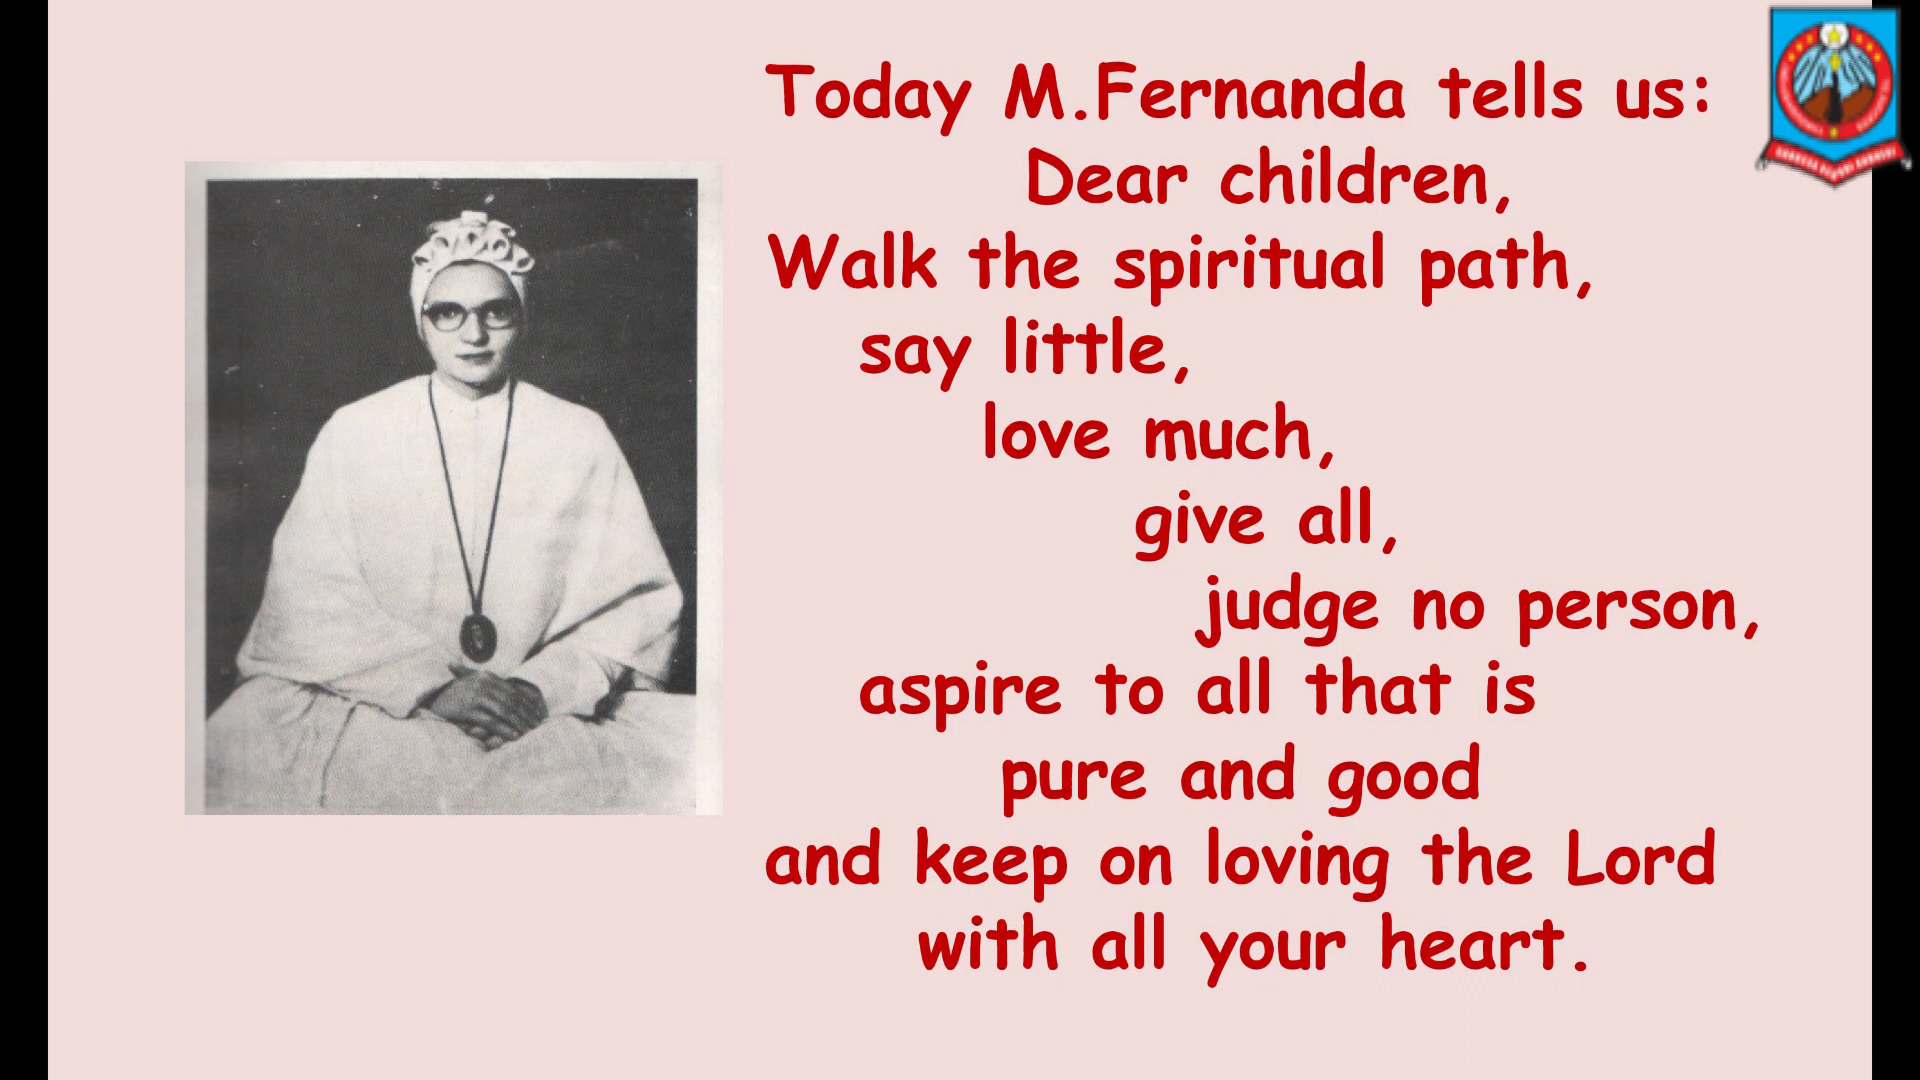 Today M.Fernanda tells us:
Dear children,
Walk the spiritual path,
say little,
love much,
give all,
judge no person,
aspire to all that is
pure and good
and keep on loving the Lord
with all your heart.